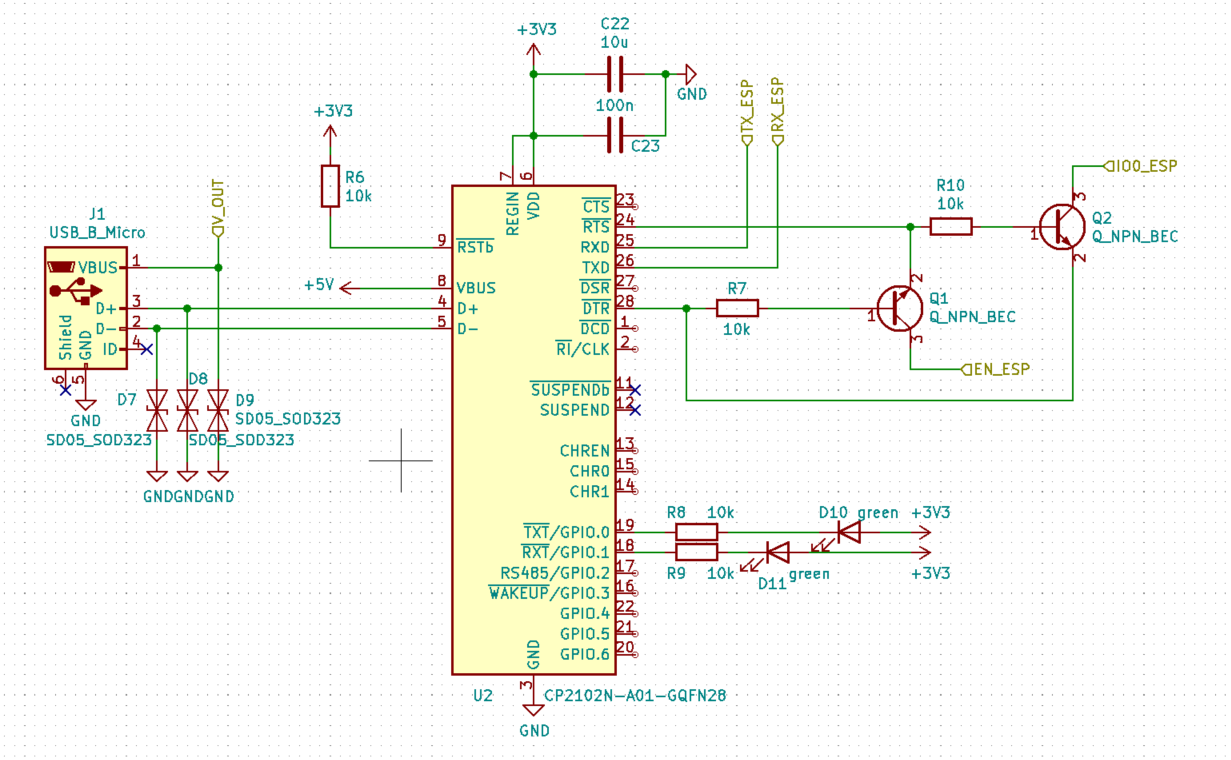 +3V3
C22
10u
GND
100n
C23
TX_ESP
RX_ESP
+3V3
R6
10k
V_OUT
J1
USB_B_Micro
VBUS 1
D+ 3
D- 2
ID 4
Shield
GND
6
5
GND
D7
D8
D9
SD05_SOD323
SD05_SOD323
SD05_SOD323
GND
GND
GND
+5V
7
6
REGIN
VDD
9 RSTb
8 VBUS
4 D+
5 D-
CTS 23
RTS 24
RXD 25
TXD 26
DSR 27
DTR 28
DCD 1
RI/CLK 2
SUSPENDb 11
SUSPEND 12
CHREN 13
CHR0 15
CHR1 14
TXT/GPIO.0 19
RXT/GPIO.1 18
RS485/GPIO.2 17
WAKEUP/GPIO.3 16
GPIO.4 22
GPIO.5 21
GPIO.6 20
GND
3
U2
CP2102N-A01-GQFN28
GND
R10
10k
IO0_ESP
3
1
2
Q2
Q_NPN_BEC
R7
10k
2
1
3
Q1
Q_NPN_BEC
EN_ESP
R8 10k
D10 green
+3V3
R9 10k
D11 green
+3V3